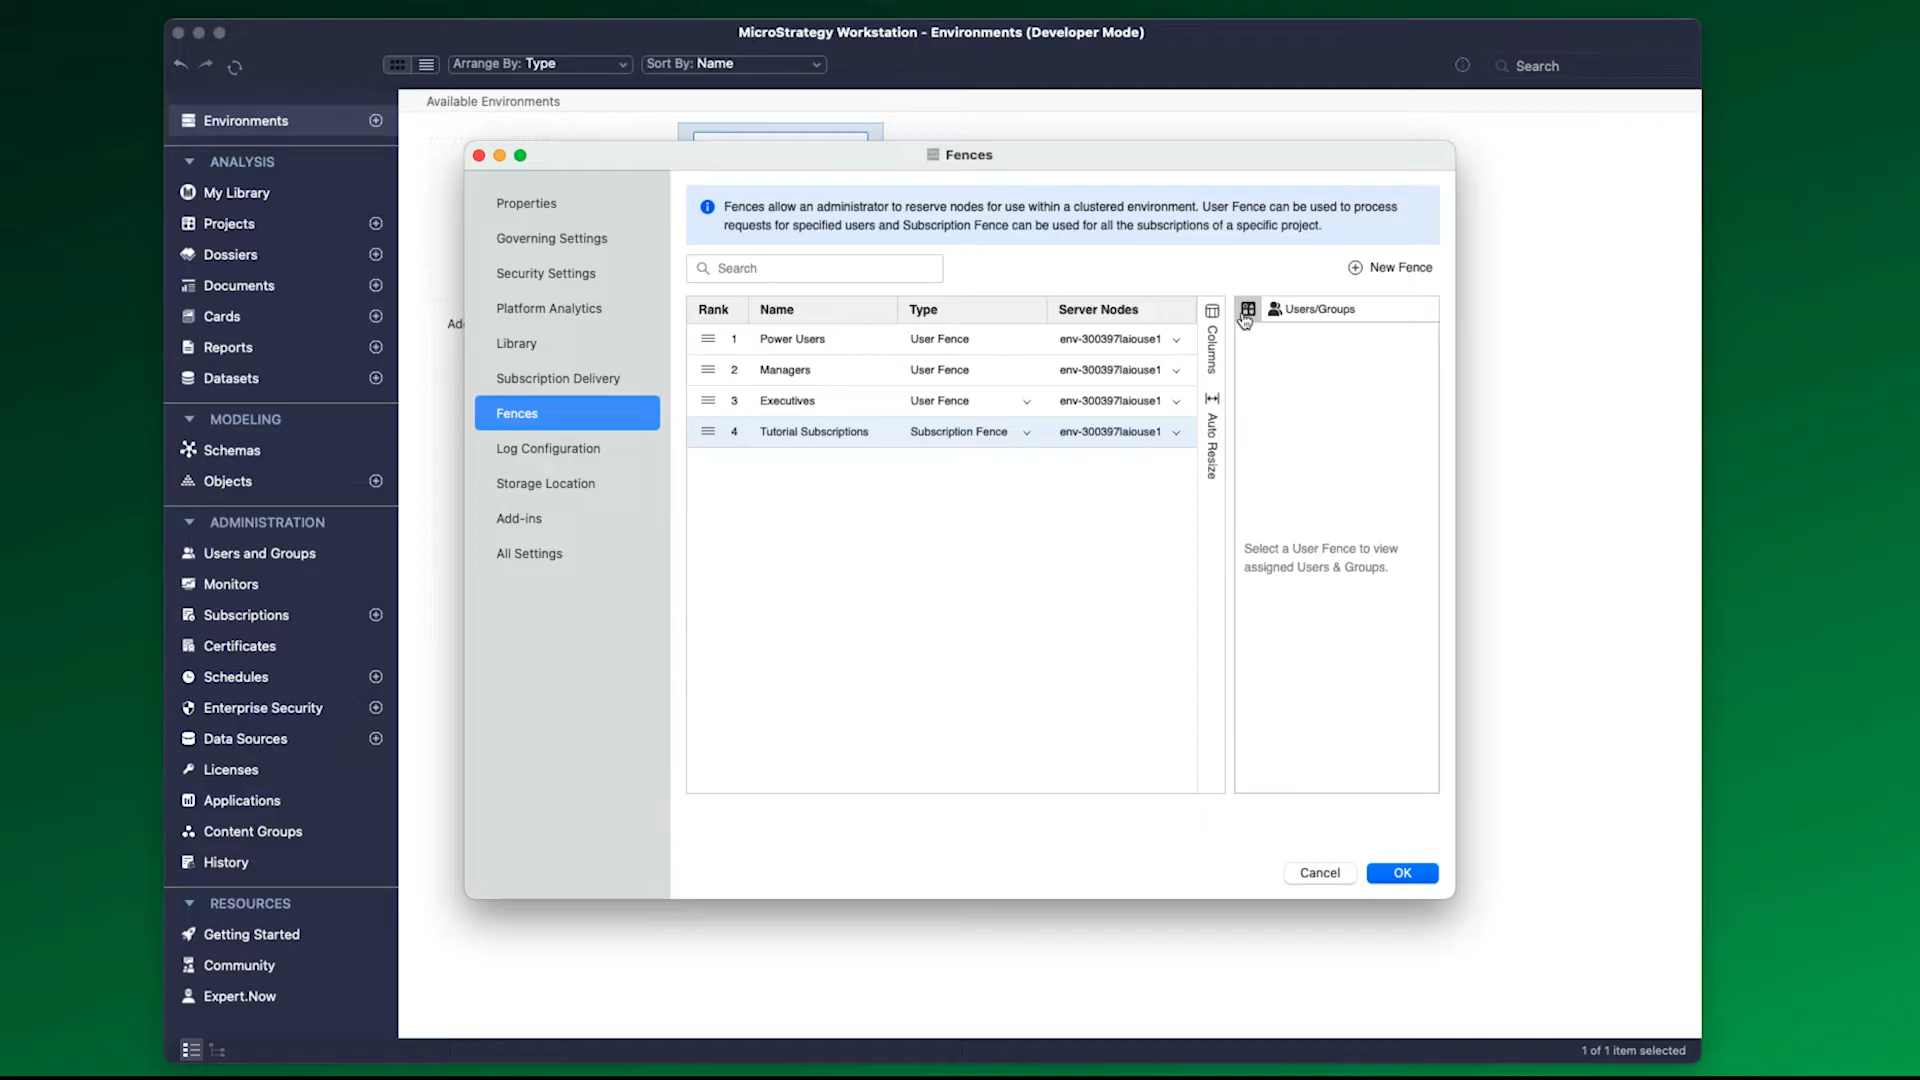 MicroStrategy Workstation - Environments (Developer Mode)
Arrange By: Type
Sort By: Name
Search
Environments
ANALYSIS
My Library
Projects
Dossiers
Documents
Cards
Reports
Datasets
MODELING
Schemas
Objects
ADMINISTRATION
Users and Groups
Monitors
Subscriptions
Certificates
Schedules
Enterprise Security
Data Sources
Licenses
Applications
Content Groups
History
RESOURCES
Getting Started
Community
Expert.Now
Available Environments
Fences
Properties
Governing Settings
Security Settings
Platform Analytics
Library
Subscription Delivery
Fences
Log Configuration
Storage Location
Add-ins
All Settings
Fences allow an administrator to reserve nodes for use within a clustered environment. User Fence can be used to process
requests for specified users and Subscription Fence can be used for all the subscriptions of a specific project.
Search
New Fence
Rank Name Type Server Nodes
1 Power Users User Fence env-300397laiouse1
2 Managers User Fence env-300397laiouse1
3 Executives User Fence env-300397laiouse1
4 Tutorial Subscriptions Subscription Fence env-300397laiouse1
Columns
Auto Resize
Users/Groups
Select a User Fence to view
assigned Users & Groups.
Cancel
OK
1 of 1 item selected